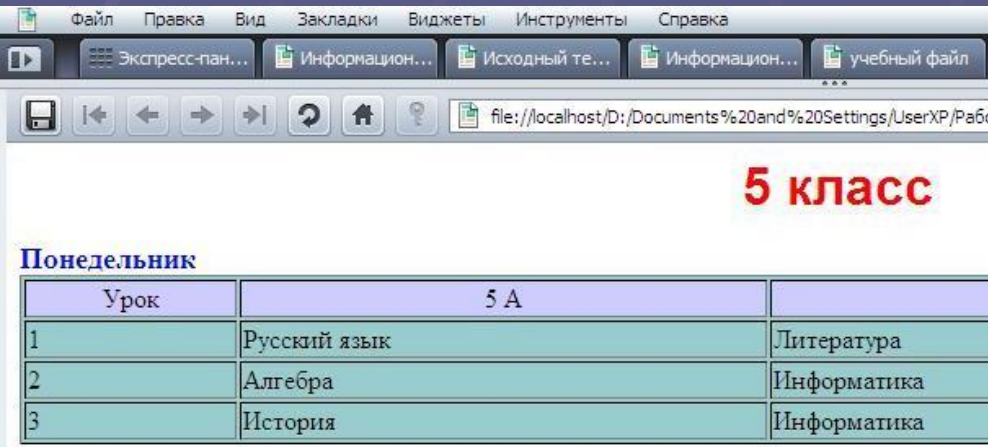 Файл Правка Вид Закладки Виджеты Инструменты Справка
Экспресс-пан... Информацион... Исходный те... Информацион... учебный файл
file://localhost/D:/Documents%20and%20Settings/UserXP/Рабо
5 класс
Понедельник
Урок 5 А
1 Русский язык Литература
2 Алгебра Информатика
3 История Информатика